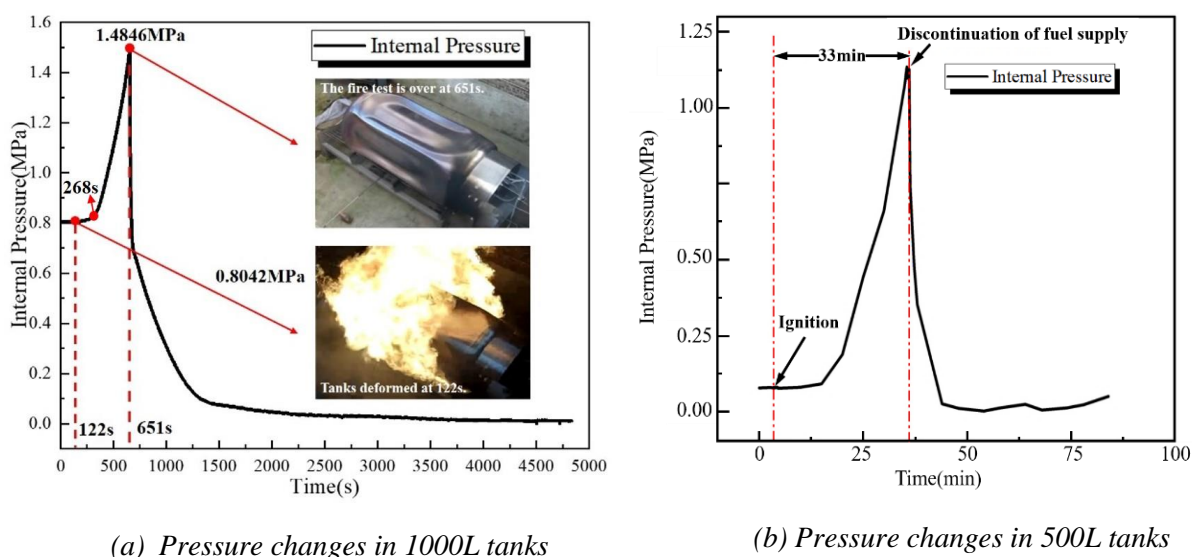 1.6
1.4
1.2
1.0
0.8
0.6
0.4
0.2
0.0
Internal Pressure(MPa)
1.4846MPa
Internal Pressure
The fire test is over at 651s.
268s
0.8042MPa
Tanks deformed at 122s.
122s
651s
0 500 1000 1500 2000 2500 3000 3500 4000 4500 5000
Time(s)
(a) Pressure changes in 1000L tanks
1.25
1.00
0.75
0.50
0.25
0.00
Internal Pressure(MPa)
Discontinuation of fuel supply
33min
Internal Pressure
Ignition
0 25 50 75 100
Time(min)
(b) Pressure changes in 500L tanks